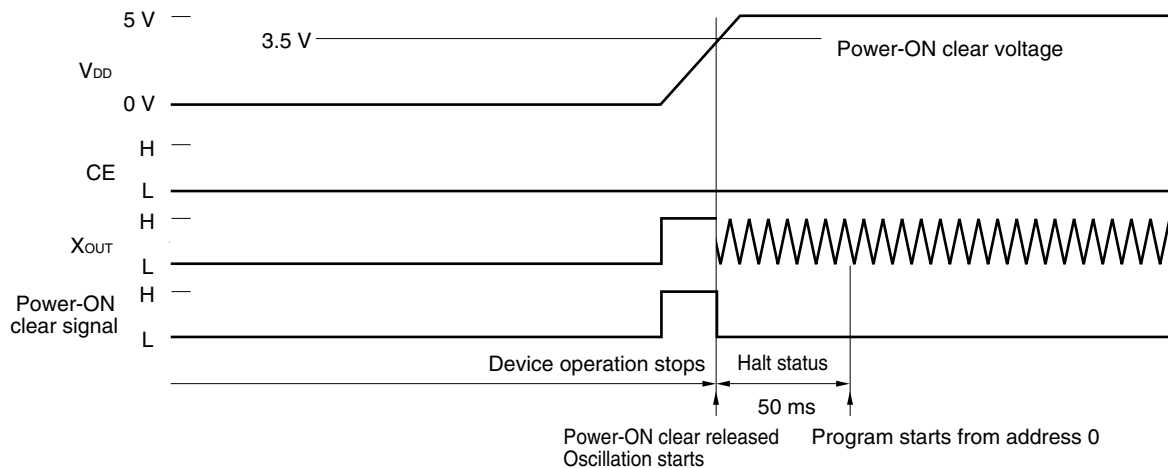 5 V
3.5 V
Power-ON clear voltage
VDD
0 V
H
CE
L
H
XOUT
L
Power-ON
clear signal
H
L
Device operation stops
Halt status
50 ms
Power-ON clear released
Oscillation starts
Program starts from address 0